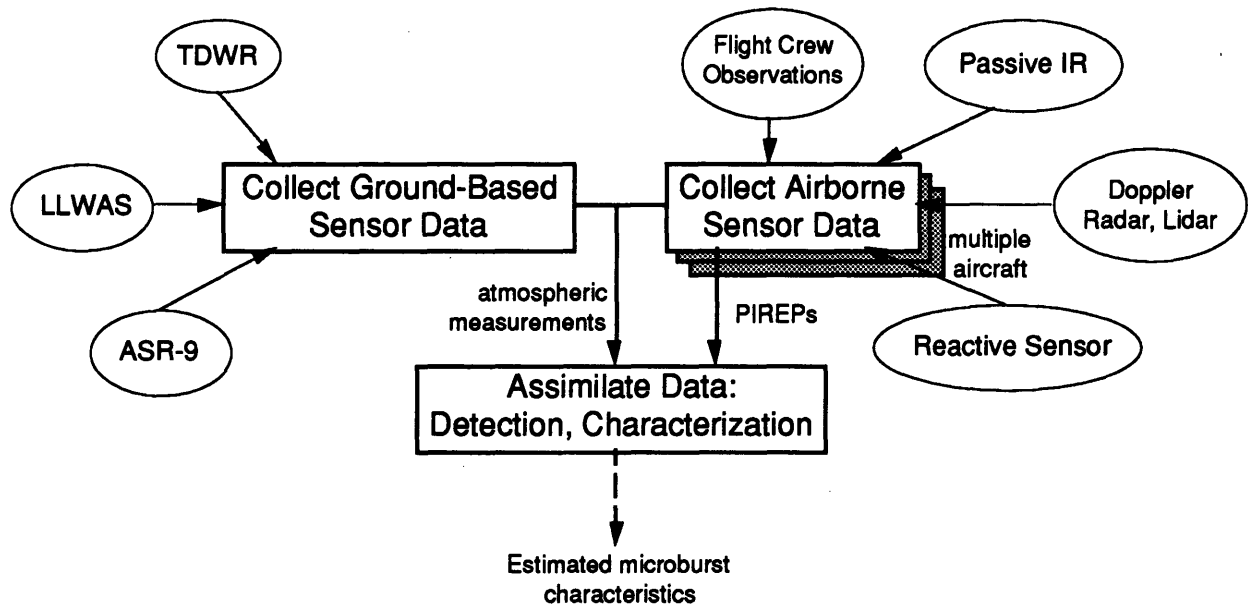 TDWR
Flight Crew
Observations
Passive IR
LLWAS
Collect Ground-Based
Sensor Data
Collect Airborne
Sensor Data
Doppler
Radar, Lidar
multiple
aircraft
atmospheric
measurements
PIREPs
ASR-9
Reactive Sensor
Assimilate Data:
Detection, Characterization
Estimated microburst
characteristics